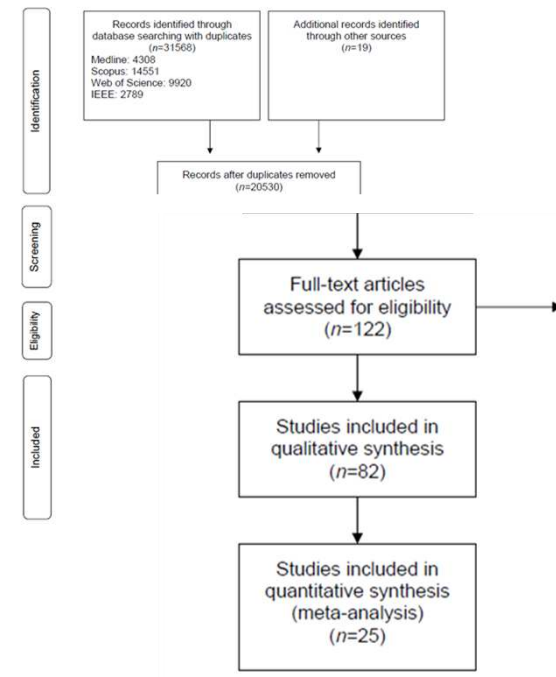 Identification
Records identified through
database searching with duplicates
(n=31568)
Medline: 4308
Scopus: 14551
Web of Science: 9920
IEEE: 2789
Additional records identified
through other sources
(n=19)
Records after duplicates removed
(n=20530)
Screening
Full-text articles
assessed for eligibility
(n=122)
Eligibility
Studies included in
qualitative synthesis
(n=82)
Included
Studies included in
quantitative synthesis
(meta-analysis)
(n=25)